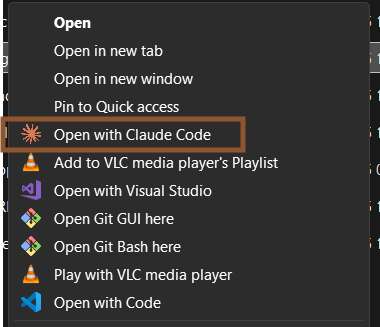 Open
Open in new tab
Open in new window
Pin to Quick access
Open with Claude Code
Add to VLC media player's Playlist
Open with Visual Studio
Open Git GUI here
Open Git Bash here
Play with VLC media player
Open with Code